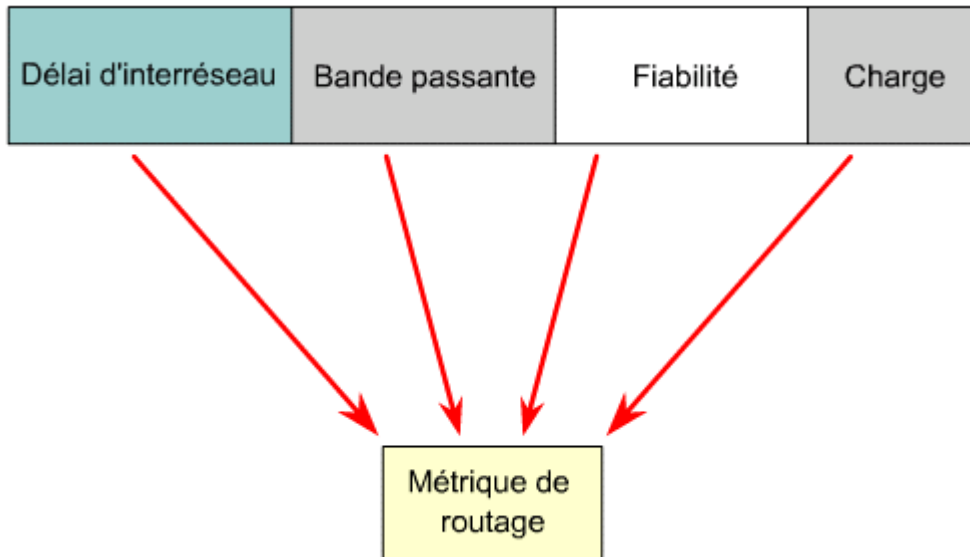 Délai d'interréseau
Bande passante
Fiabilité
Charge
Métrique de
routage